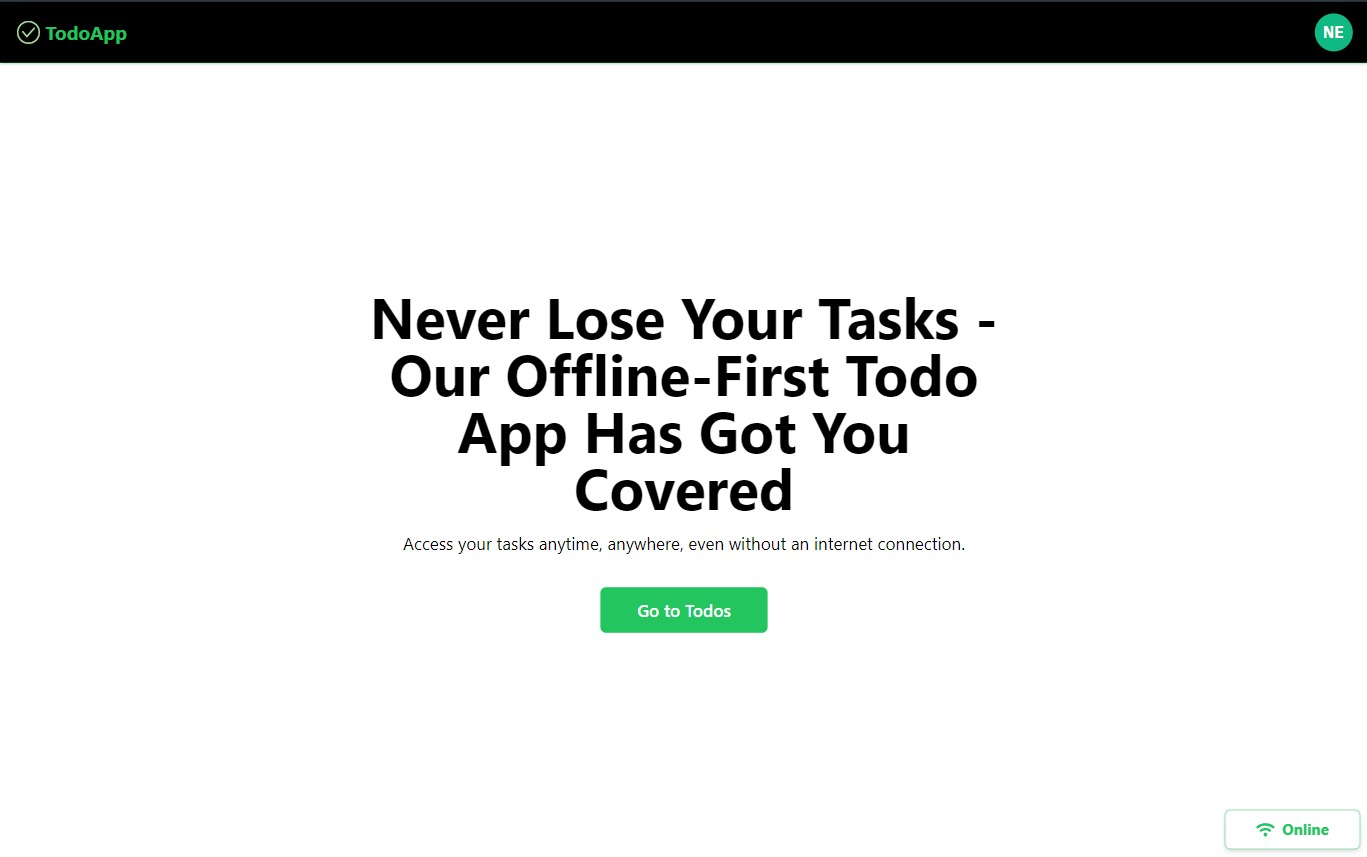 TodoApp
NE
Never Lose Your Tasks -
Our Offline-First Todo
App Has Got You
Covered
Access your tasks anytime, anywhere, even without an internet connection.
Go to Todos
Online